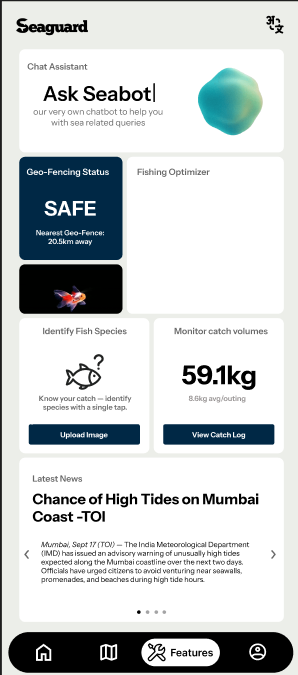 Seaguard
अ文
Chat Assistant
Ask Seabot
our very own chatbot to help you
with sea related queries
Geo-Fencing Status
Fishing Optimizer
SAFE
Nearest Geo-Fence:
20.5km away
Identify Fish Species
Monitor catch volumes
?
59.1kg
Know your catch — identify
species with a single tap.
8.6kg avg/outing
Upload Image
View Catch Log
Latest News
Chance of High Tides on Mumbai
Coast -TOI
Mumbai, Sept 17 (TOI) — The India Meteorological Department
(IMD) has issued an advisory warning of unusually high tides
expected along the Mumbai coastline over the next two days.
Officials have urged citizens to avoid venturing near seawalls,
promenades, and beaches during high tide hours.
Features